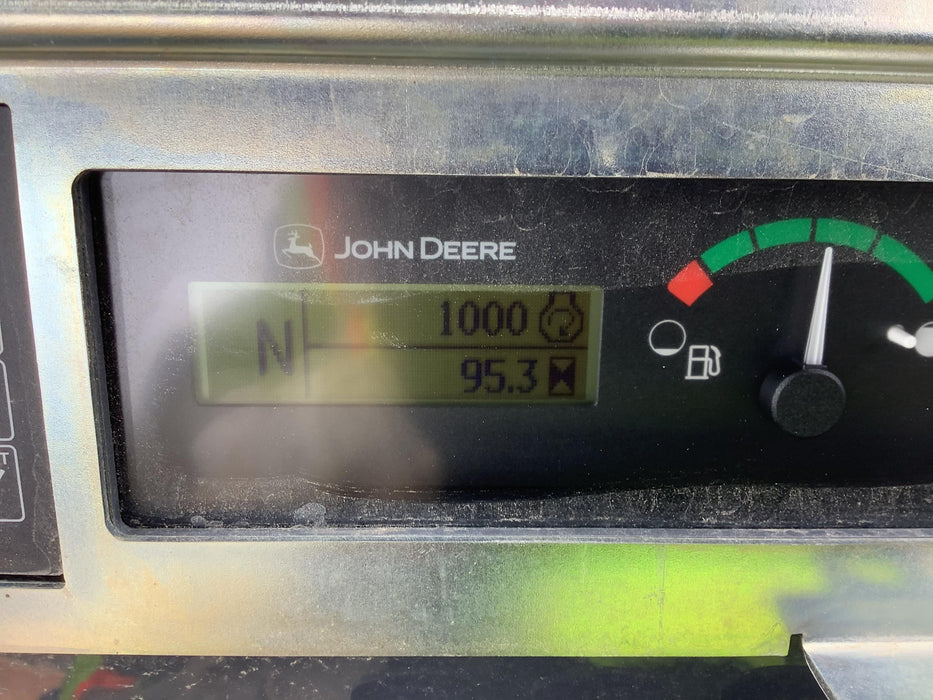 JOHN DEERE
N
1000
95.3
T